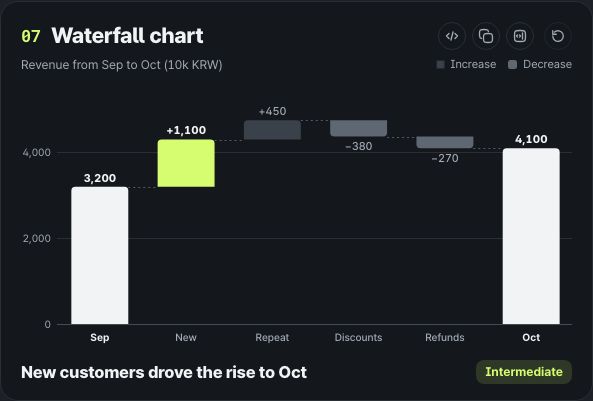 07 Waterfall chart
Revenue from Sep to Oct (10k KRW)
Increase
Decrease
+450
+1,100
−380
−270
4,100
4,000
3,200
2,000
0
Sep
New
Repeat
Discounts
Refunds
Oct
New customers drove the rise to Oct
Intermediate